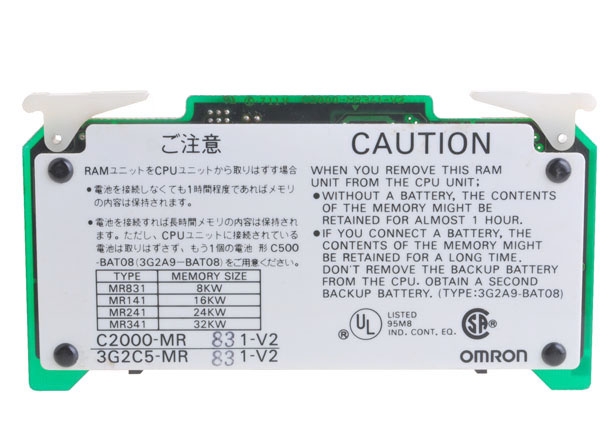 ご注意
RAMユニットをCPUユニットから取りはずす場合
●電池を接続しなくても1時間程度であればメモリ
の内容は保持されます。
●電池を接続すれば長時間メモリの内容は保持されま
す。ただし、CPUユニットに接続されている
電池は取りはずさず、もう1個の電池 形 C500
-BAT08(3G2A9-BAT08)をご用意ください。
TYPE MEMORY SIZE
MR831 8KW
MR141 16KW
MR241 24KW
MR341 32KW
C2000-MR 83 1-V2
3G2C5-MR 83 1-V2
CAUTION
WHEN YOU REMOVE THIS RAM
UNIT FROM THE CPU UNIT;
●WITHOUT A BATTERY, THE CONTENTS
OF THE MEMORY MIGHT BE
RETAINED FOR ALMOST 1 HOUR.
●IF YOU CONNECT A BATTERY, THE
CONTENTS OF THE MEMORY MIGHT
BE RETAINED FOR A LONG TIME.
DON'T REMOVE THE BACKUP BATTERY
FROM THE CPU. OBTAIN A SECOND
BACKUP BATTERY. (TYPE:3G2A9-BAT08)
® UL LISTED
95M8
IND. CONT. EQ.
SA ®
OMRON